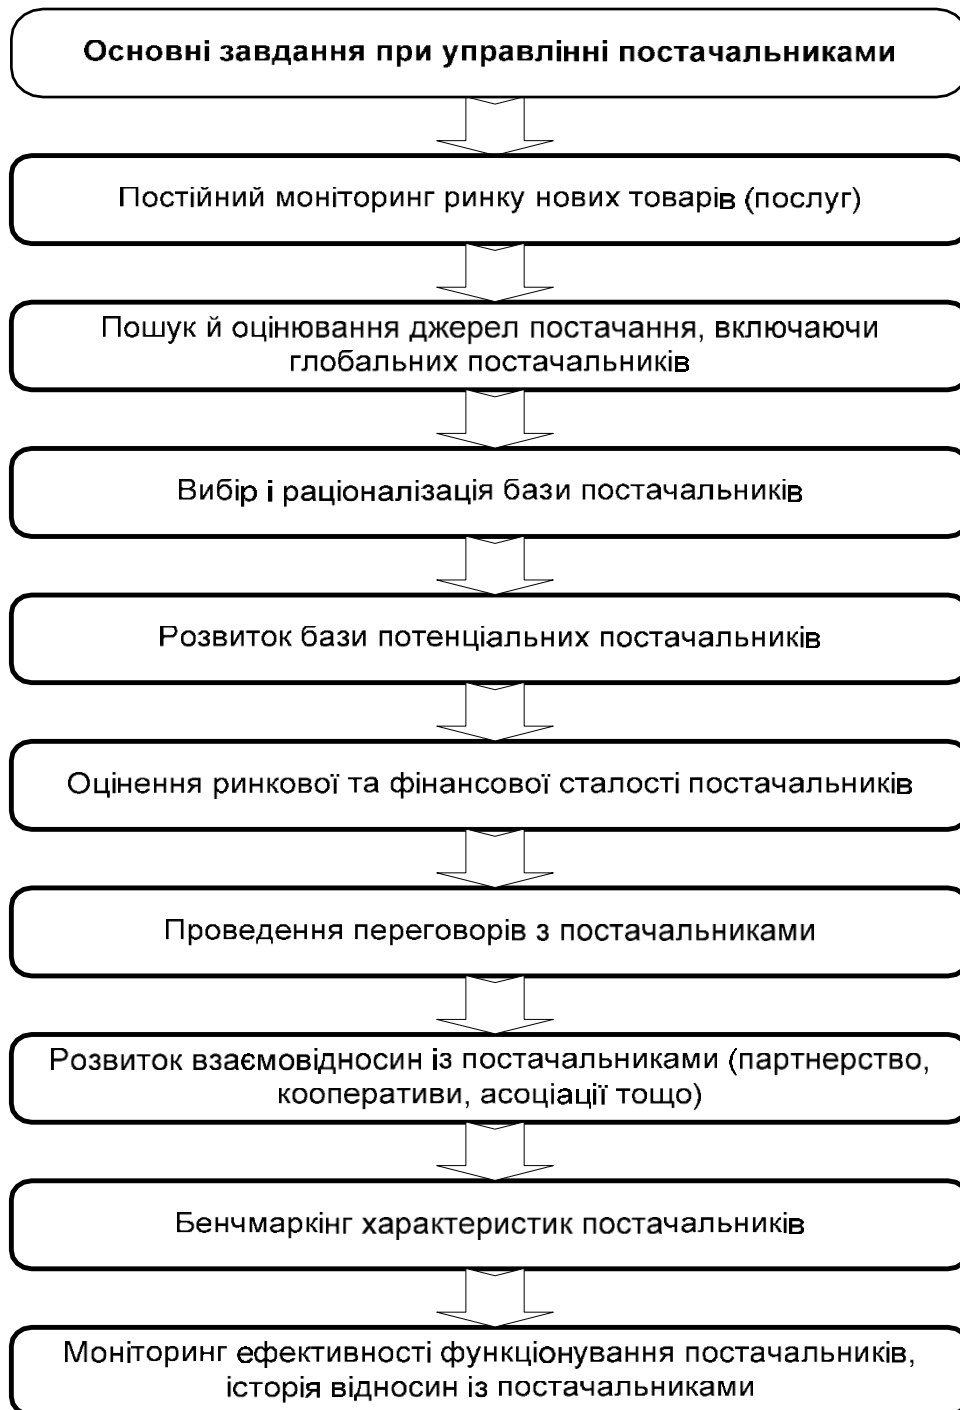 Основні завдання при управлінні постачальниками
Постійний моніторинг ринку нових товарів (послуг)
Пошук й оцінювання джерел постачання, включаючи
глобальних постачальників
Вибір і раціоналізація бази постачальників
Розвиток бази потенціальних постачальників
Оцінення ринкової та фінансової сталості постачальників
Проведення переговорів з постачальниками
Розвиток взаємовідносин із постачальниками (партнерство,
кооперативи, асоціації тощо)
Бенчмаркінг характеристик постачальників
Моніторинг ефективності функціонування постачальників,
історія відносин із постачальниками